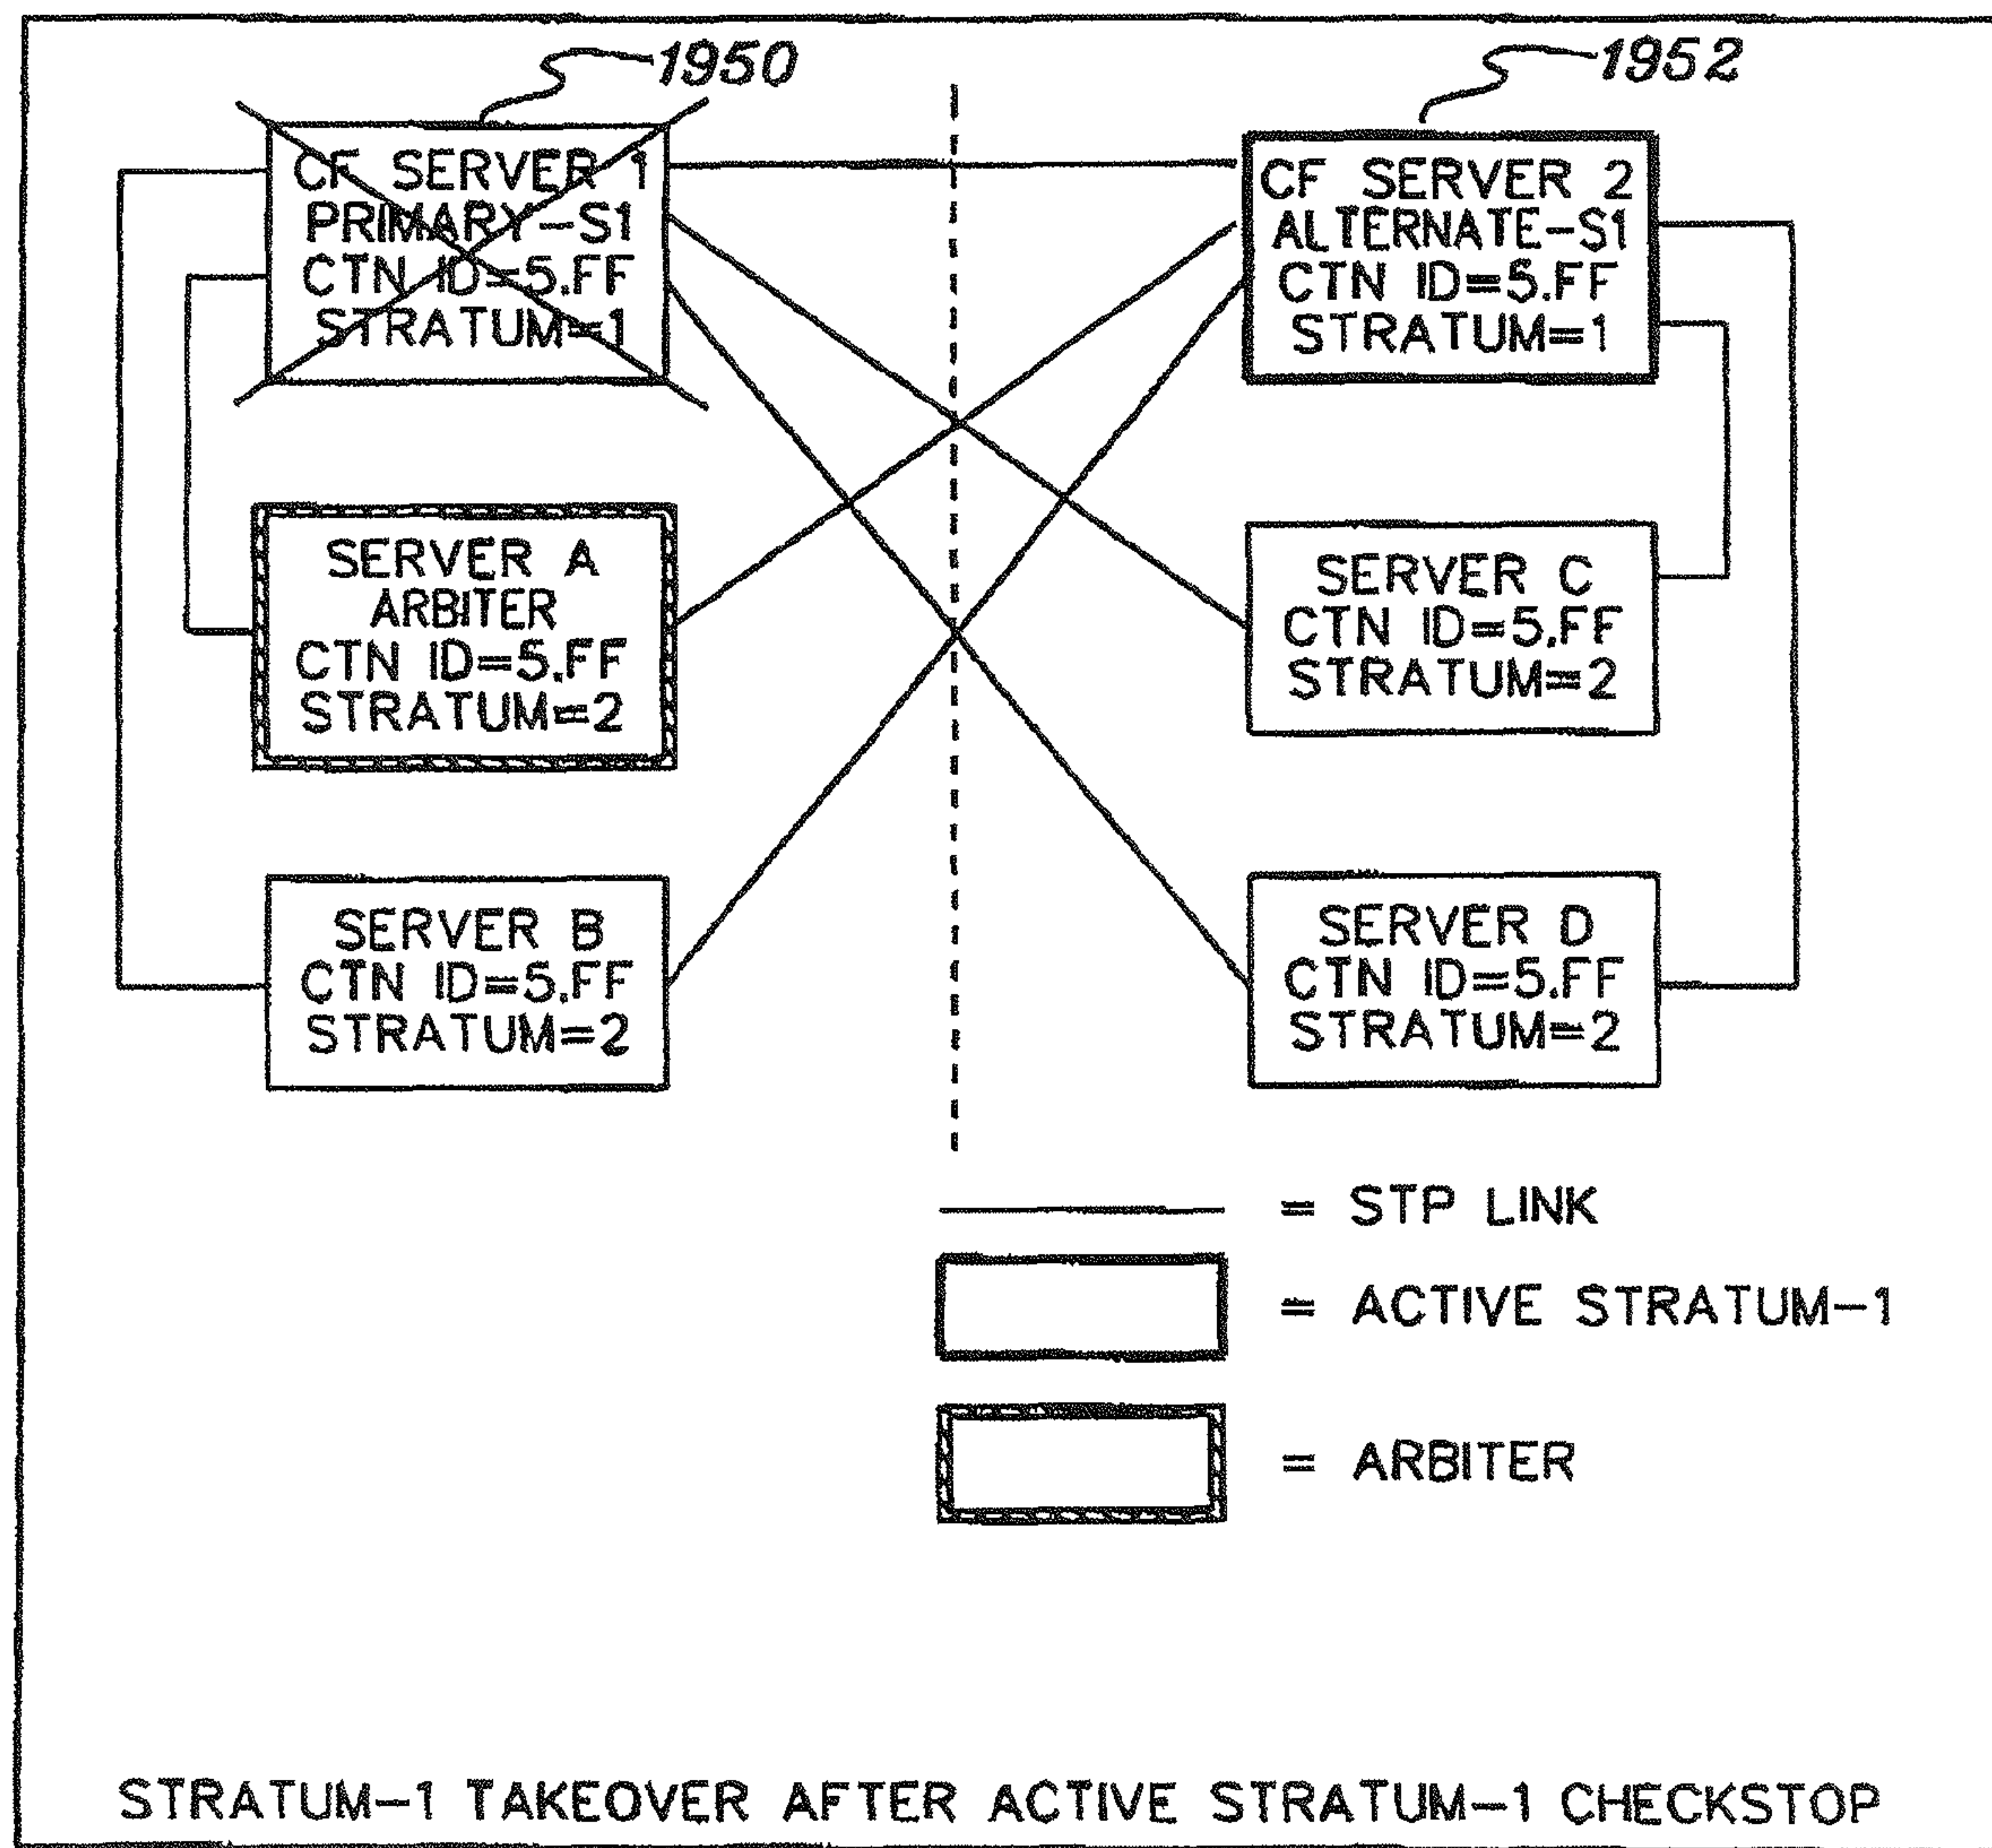 1950
CF SERVER 1
PRIMARY-S1
CTN ID=5.FF
STRATUM=1
1952
CF SERVER 2
ALTERNATE-S1
CTN ID=5.FF
STRATUM=1
SERVER A
ARBITER
CTN ID=5.FF
STRATUM=2
SERVER C
CTN ID=5.FF
STRATUM=2
SERVER B
CTN ID=5.FF
STRATUM=2
SERVER D
CTN ID=5.FF
STRATUM=2
= STP LINK
= ACTIVE STRATUM-1
= ARBITER
STRATUM-1 TAKEOVER AFTER ACTIVE STRATUM-1 CHECKSTOP